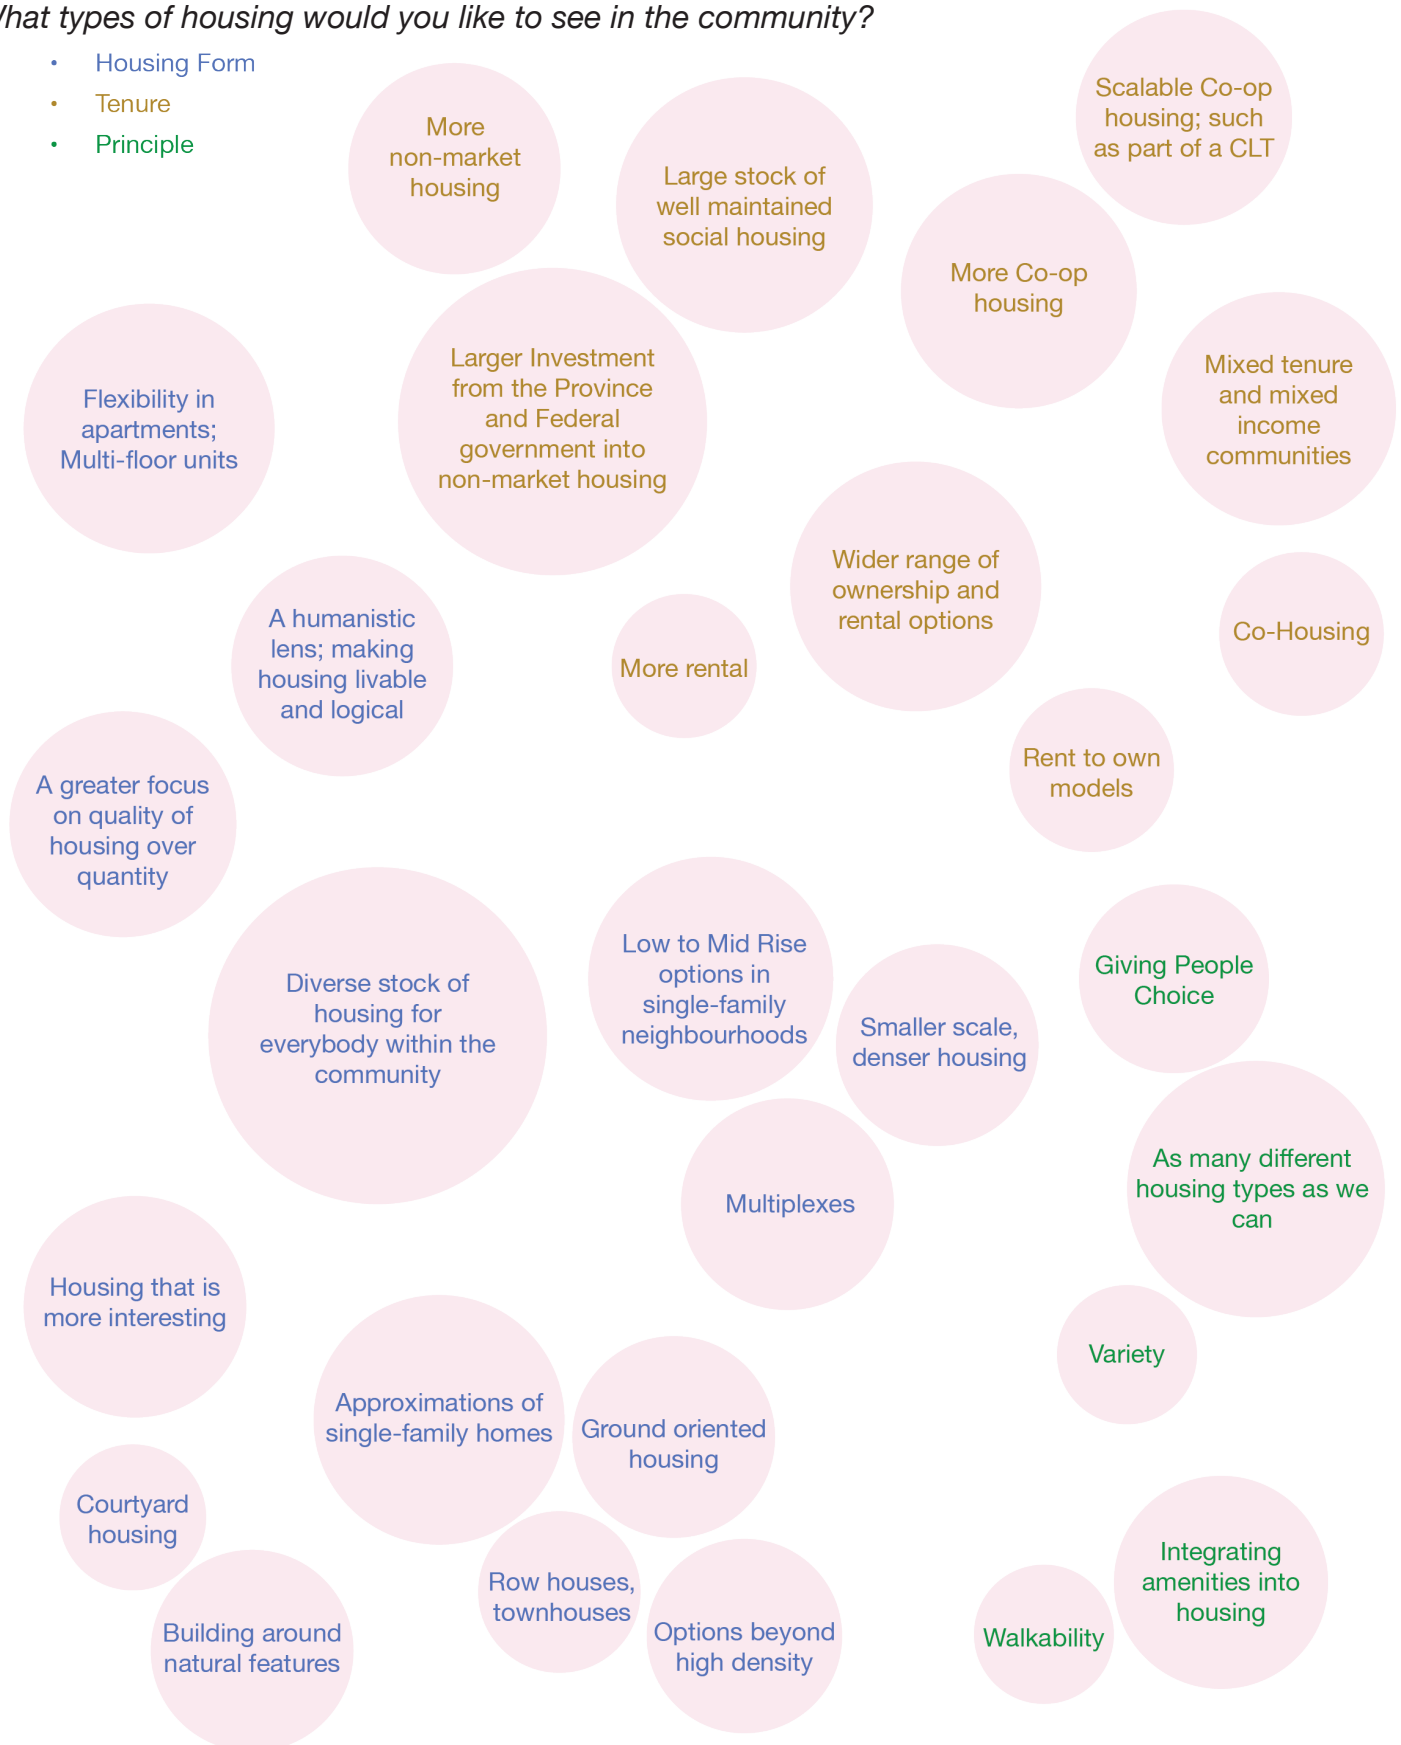 What types of housing would you like to see in the community?
• Housing Form
• Tenure
• Principle
More
non-market
housing
Large stock of
well maintained
social housing
Scalable Co-op
housing; such
as part of a CLT
More Co-op
housing
Flexibility in
apartments;
Multi-floor units
Larger Investment
from the Province
and Federal
government into
non-market housing
Mixed tenure
and mixed
income
communities
Wider range of
ownership and
rental options
A humanistic
lens; making
housing livable
and logical
More rental
Co-Housing
Rent to own
models
A greater focus
on quality of
housing over
quantity
Diverse stock of
housing for
everybody within the
community
Low to Mid Rise
options in
single-family
neighbourhoods
Smaller scale,
denser housing
Giving People
Choice
Multiplexes
As many different
housing types as we
can
Housing that is
more interesting
Variety
Approximations of
single-family homes
Ground oriented
housing
Courtyard
housing
Row houses,
townhouses
Building around
natural features
Options beyond
high density
Walkability
Integrating
amenities into
housing